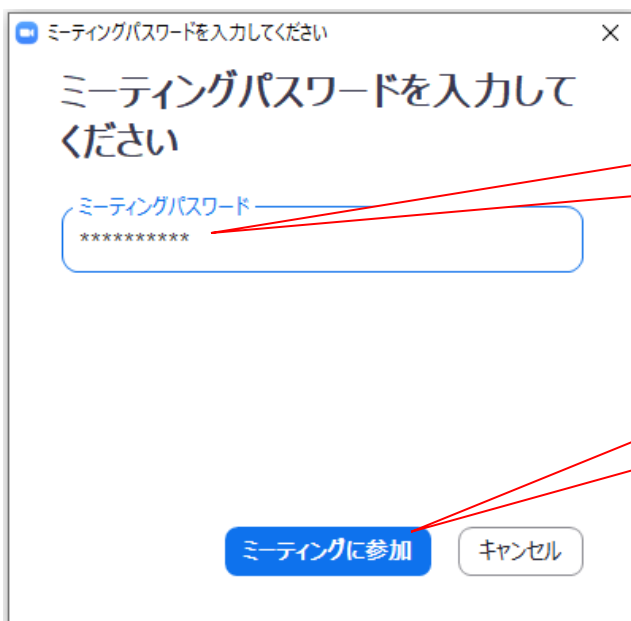 ミーティングパスワードを入力してください
ミーティングパスワードを入力して
ください
ミーティングパスワード
**********
ミーティングに参加
キャンセル